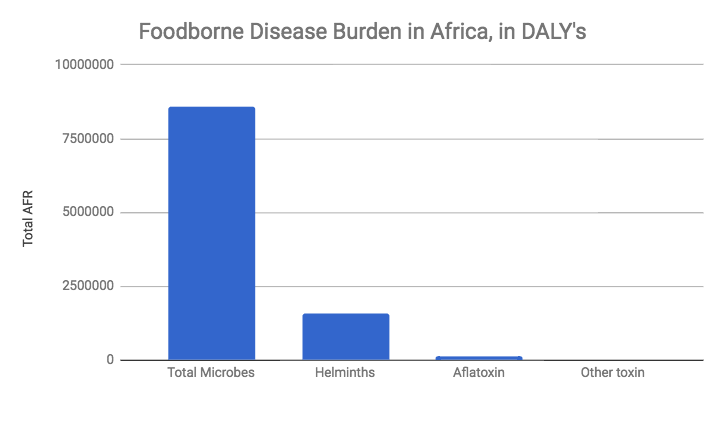 Foodborne Disease Burden in Africa, in DALY's
Total AFR
10000000
7500000
5000000
2500000
0
Total Microbes
Helminths
Aflatoxin
Other toxin